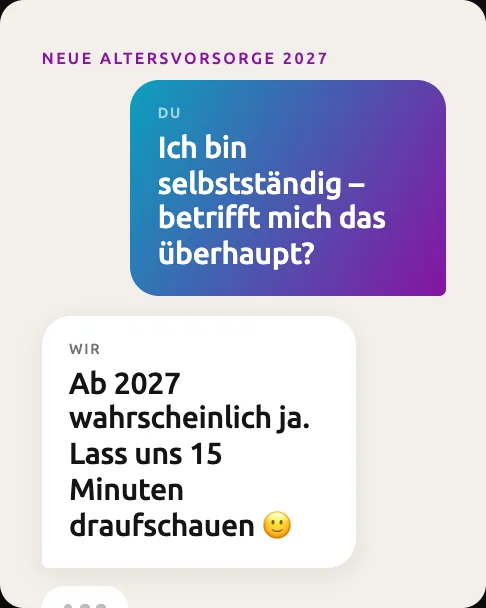 NEUE ALTERSVORSORGE 2027
DU
Ich bin
selbstständig –
betrifft mich das
überhaupt?
WIR
Ab 2027
wahrscheinlich ja.
Lass uns 15
Minuten
draufschauen 🙂